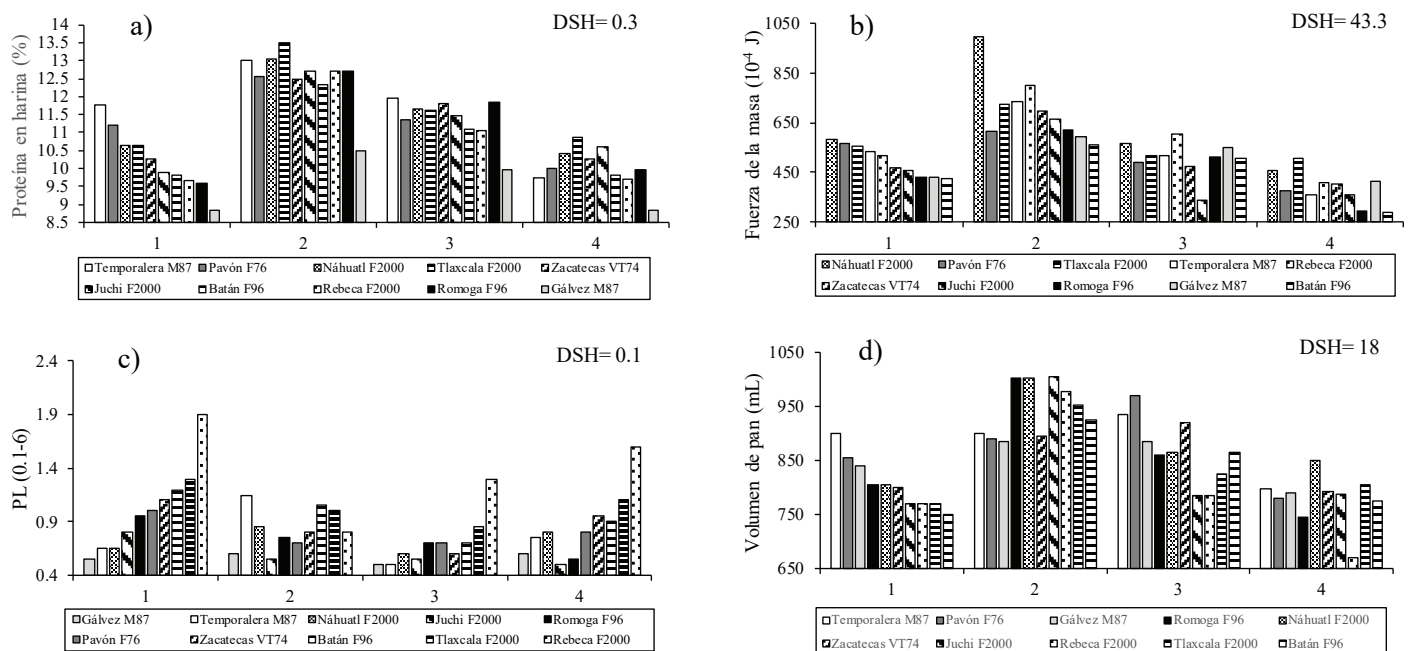 a)
DSH= 0.3
Proteína en harina (%)
14
13.5
13
12.5
12
11.5
11
10.5
10
9.5
9
8.5
1 2 3 4
Temporalera M87 Pavón F76 Náhuatl F2000 Tlaxcala F2000 Zacatecas VT74
Juchi F2000 Batán F96 Rebeca F2000 Romoga F96 Gálvez M87
b)
DSH= 43.3
Fuerza de la masa (10⁻⁴ J)
1050
850
650
450
250
1 2 3 4
Náhuatl F2000 Pavón F76 Tlaxcala F2000 Temporalera M87 Rebeca F2000
Zacatecas VT74 Juchi F2000 Romoga F96 Gálvez M87 Batán F96
c)
DSH= 0.1
PL (0.1-6)
2.4
1.9
1.4
0.9
0.4
1 2 3 4
Gálvez M87 Temporalera M87 Náhuatl F2000 Juchi F2000 Romoga F96
Pavón F76 Zacatecas VT74 Batán F96 Tlaxcala F2000 Rebeca F2000
d)
DSH= 18
Volumen de pan (mL)
1050
950
850
750
650
1 2 3 4
Temporalera M87 Pavón F76 Gálvez M87 Romoga F96 Náhuatl F2000
Zacatecas VT74 Juchi F2000 Rebeca F2000 Tlaxcala F2000 Batán F96